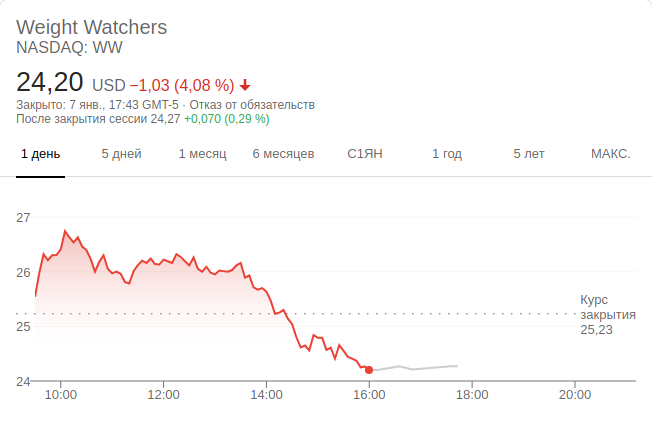 Weight Watchers
NASDAQ: WW
24,20 USD −1,03 (4,08 %)
Закрыто: 7 янв., 17:43 GMT-5 · Отказ от обязательств
После закрытия сессии 24,27 +0,070 (0,29 %)
1 день 5 дней 1 месяц 6 месяцев С1ЯН 1 год 5 лет МАКС.
27
26
Курс
закрытия
25,23
25
24
10:00 12:00 14:00 16:00 18:00 20:00